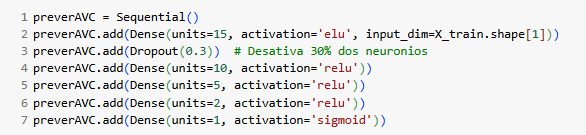 1 preverAVC = Sequential()
2 preverAVC.add(Dense(units=15, activation='elu', input_dim=X_train.shape[1]))
3 preverAVC.add(Dropout(0.3))  # Desativa 30% dos neuronios
4 preverAVC.add(Dense(units=10, activation='relu'))
5 preverAVC.add(Dense(units=5, activation='relu'))
6 preverAVC.add(Dense(units=2, activation='relu'))
7 preverAVC.add(Dense(units=1, activation='sigmoid'))